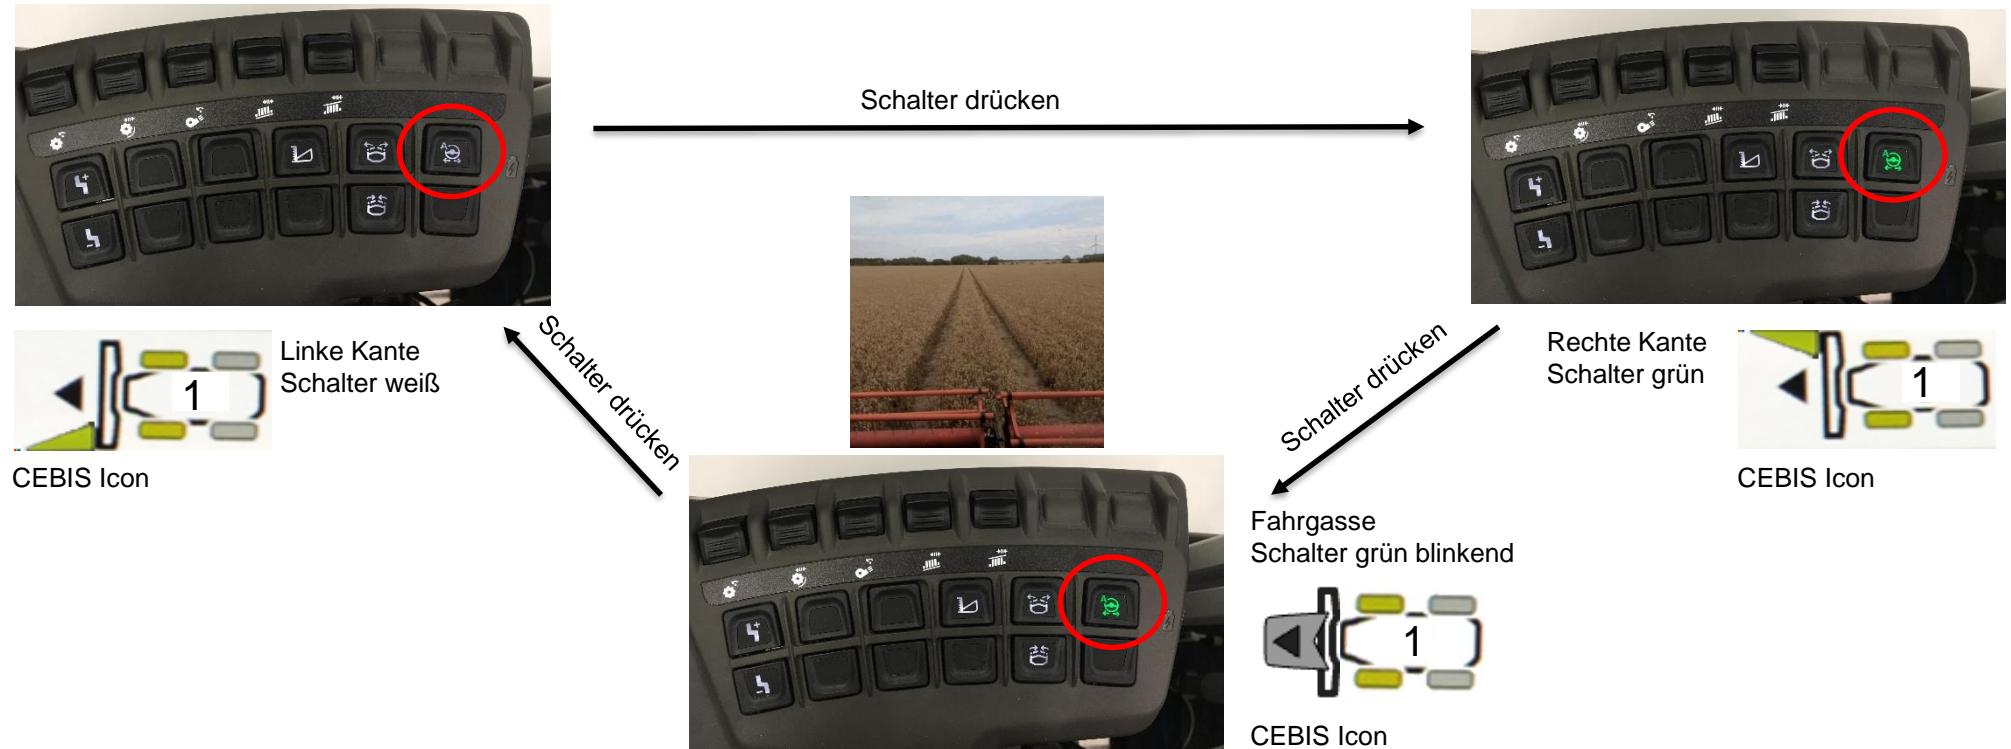 Schalter drücken
Linke Kante
Schalter weiß
1
CEBIS Icon
Schalter drücken
Schalter drücken
Rechte Kante
Schalter grün
1
CEBIS Icon
Fahrgasse
Schalter grün blinkend
1
CEBIS Icon